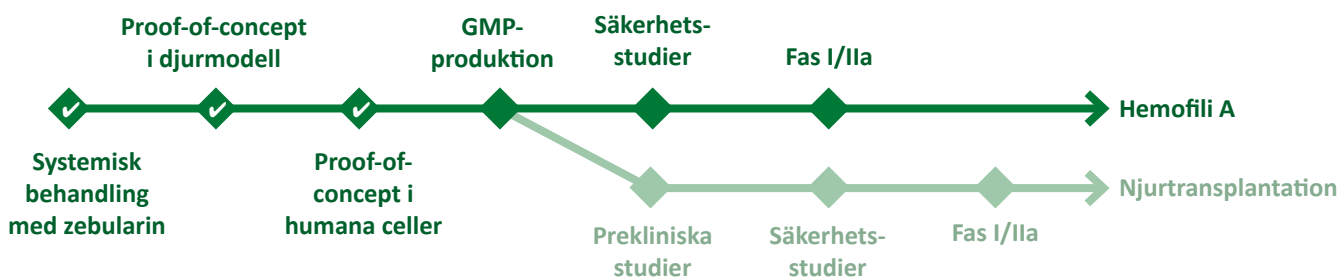 Proof-of-concept
i djurmodell
GMP-
produktion
Säkerhets-
studier
Fas I/IIa
Hemofili A
Systemisk
behandling
med zebularin
Proof-of-
concept i
humana celler
Njurtransplantation
Prekliniska
studier
Säkerhets-
studier
Fas I/IIa